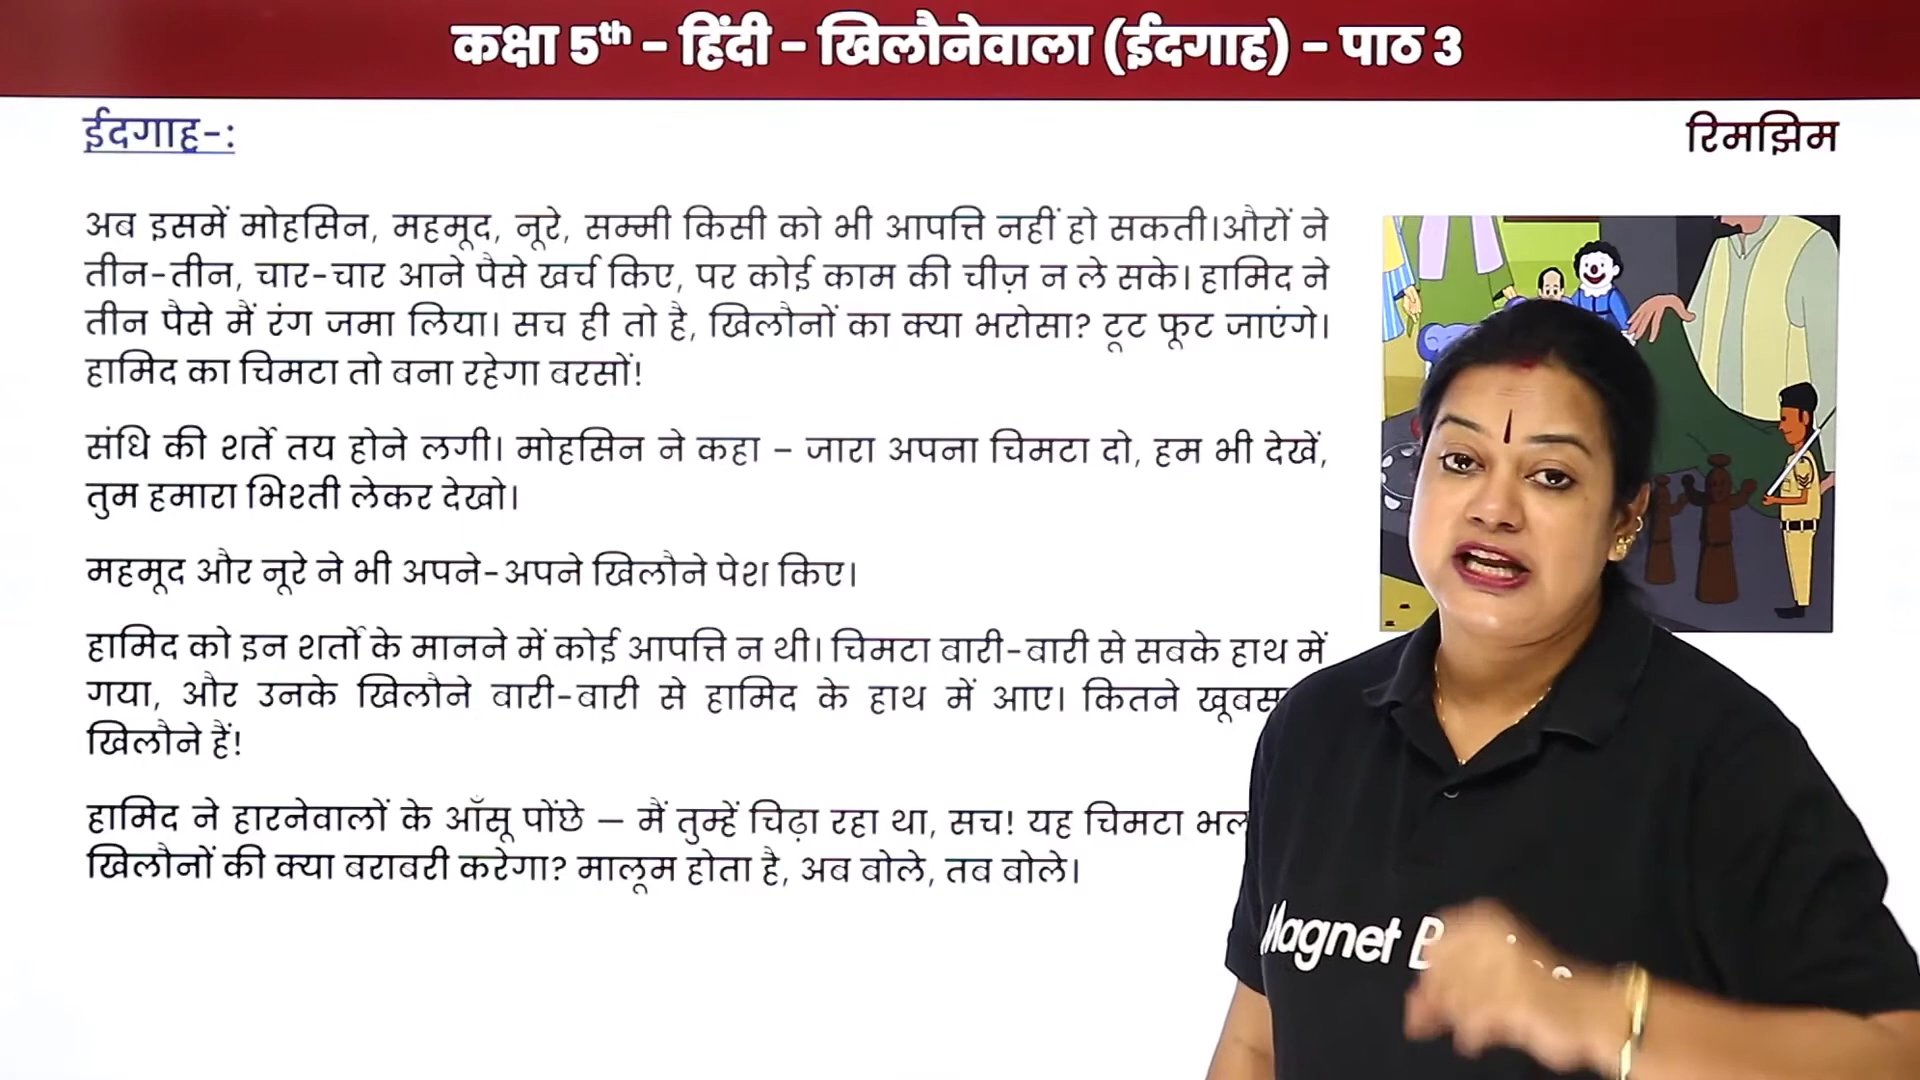 कक्षा 5th - हिंदी - खिलौनेवाला (ईदगाह) - पाठ 3
ईदगाह-:
रिमझिम
अब इसमें मोहसिन, महमूद, नूरे, सम्मी किसी को भी आपत्ति नहीं हो सकती।औरों ने
तीन-तीन, चार-चार आने पैसे खर्च किए, पर कोई काम की चीज़ न ले सके। हामिद ने
तीन पैसे मैं रंग जमा लिया। सच ही तो है, खिलौनों का क्या भरोसा? टूट फूट जाएंगे।
हामिद का चिमटा तो बना रहेगा बरसों!
संधि की शर्ते तय होने लगी। मोहसिन ने कहा – जारा अपना चिमटा दो, हम भी देखें,
तुम हमारा भिश्ती लेकर देखो।
महमूद और नूरे ने भी अपने-अपने खिलौने पेश किए।
हामिद को इन शर्तो के मानने में कोई आपत्ति न थी। चिमटा बारी-बारी से सबके हाथ में
गया, और उनके खिलौने बारी-बारी से हामिद के हाथ में आए। कितने
खिलौने हैं!
हामिद ने हारनेवालों के आँसू पोंछे — मैं तुम्हें चिढ़ा रहा था, सच! यह चिमटा
खिलौनों की क्या बराबरी करेगा? मालूम होता है, अब बोले, तब बोले।
Magnet